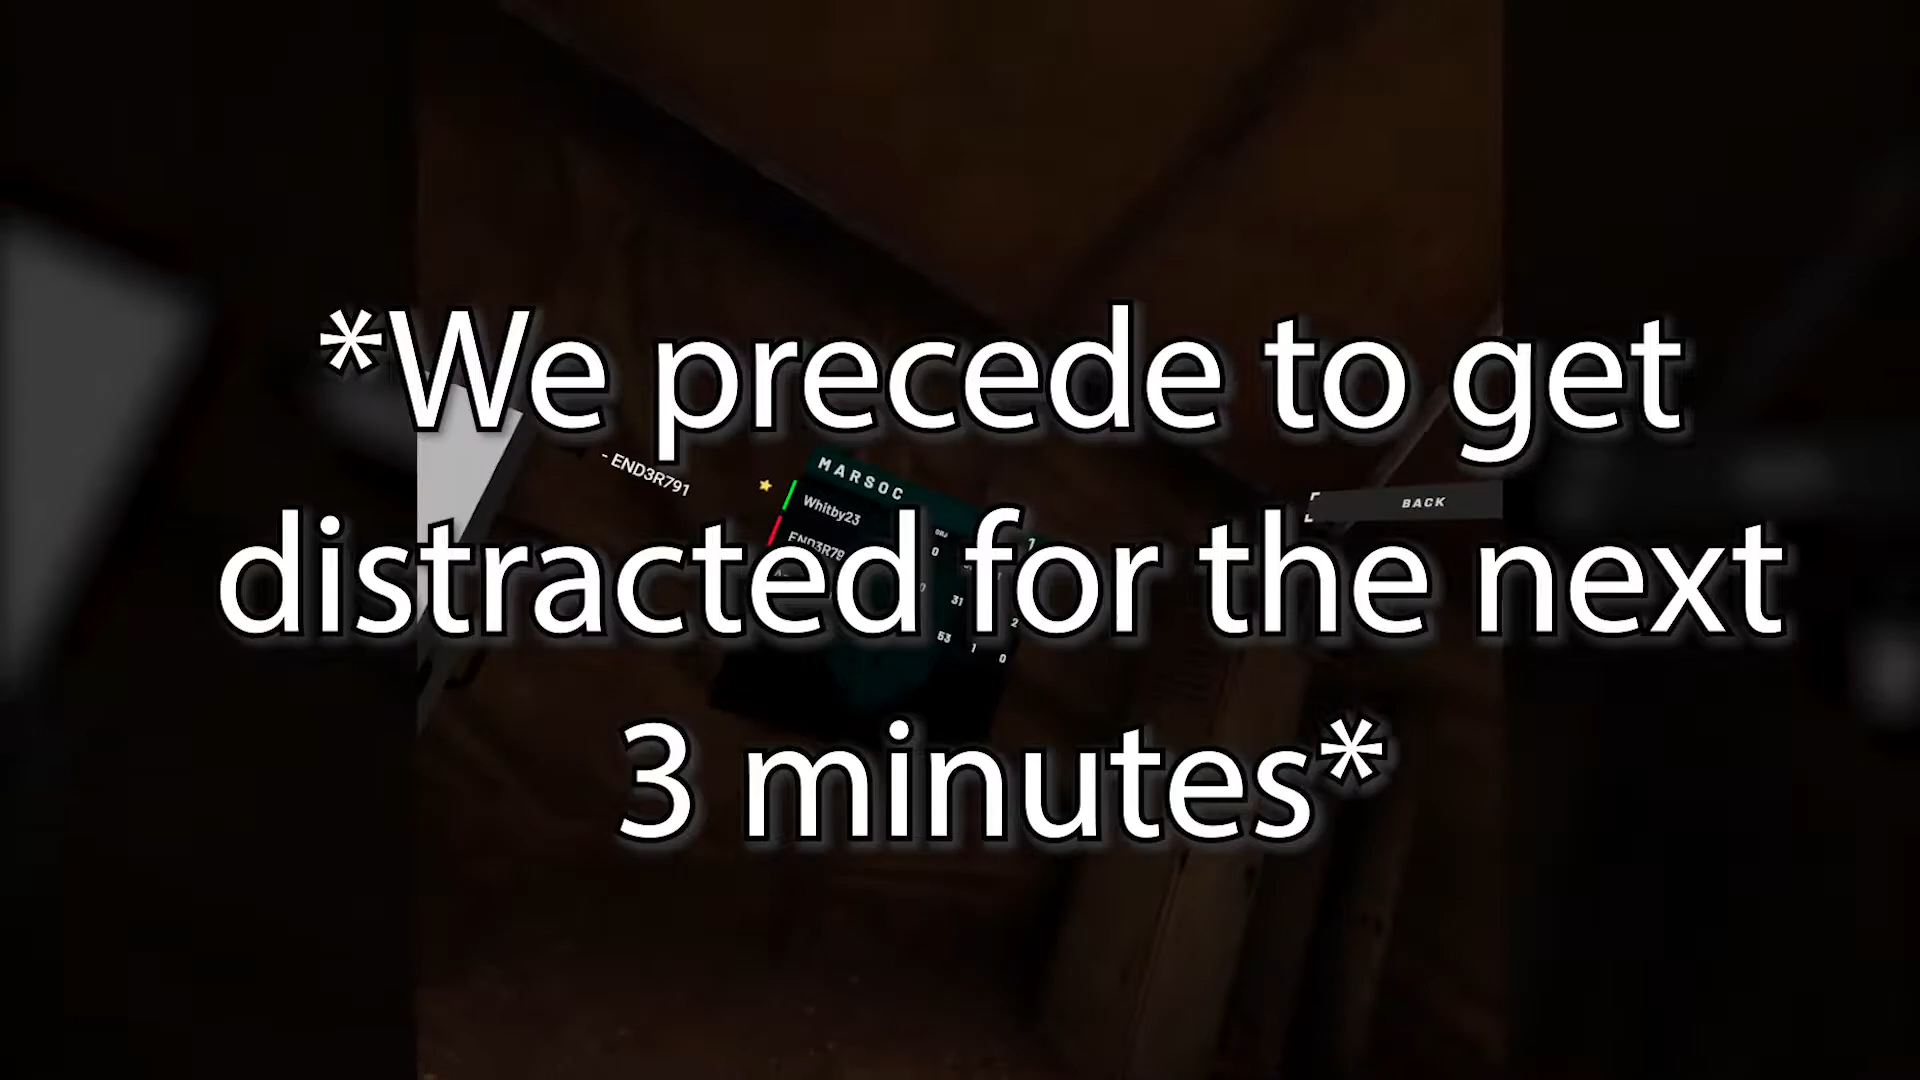 *We precede to get
- END3R791
MARSOC
Whitby23
BACK
distracted for the next
3 minutes*